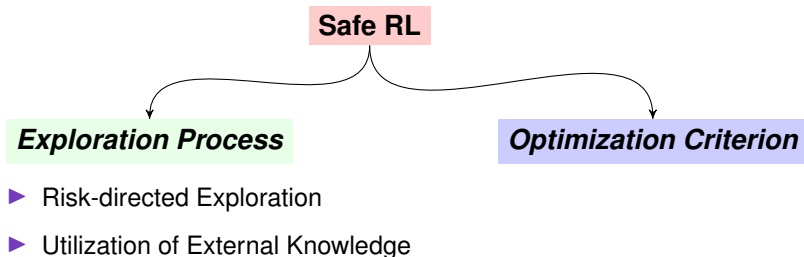 Safe RL
Exploration Process
Optimization Criterion
Risk-directed Exploration
Utilization of External Knowledge